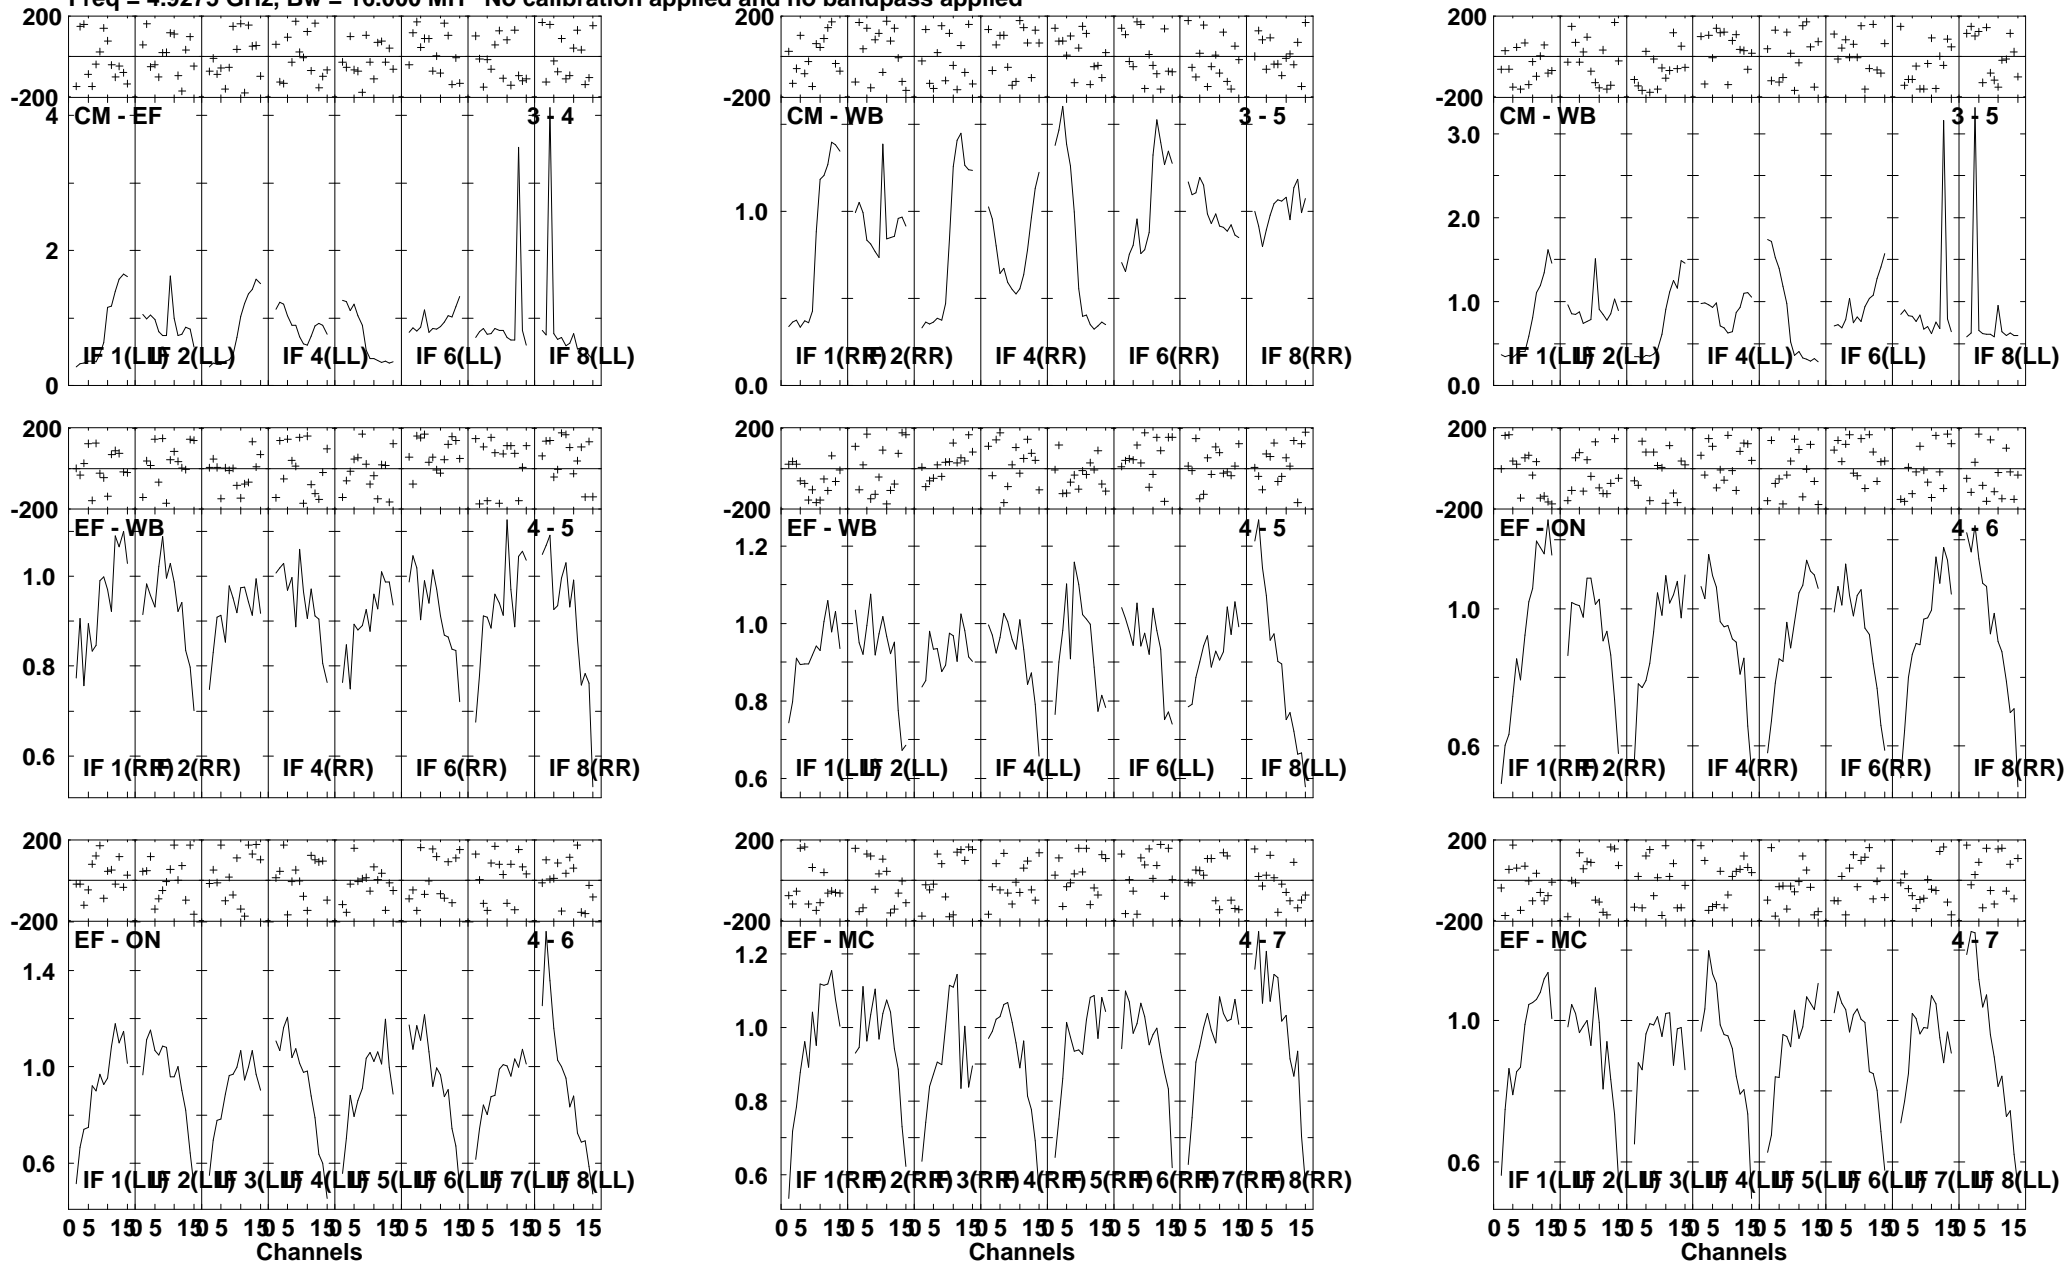 Freq = 4.9275 GHz, Bw = 16.000 MH No calibration applied and no bandpass applied
200
-200
CM - EF 3 - 4
4
2
0
IF 1(LL) IF 2(LL) IF 4(LL) IF 6(LL) IF 8(LL)
200
-200
CM - WB 3 - 5
1.0
0.0
IF 1(RR) IF 2(RR) IF 4(RR) IF 6(RR) IF 8(RR)
200
-200
CM - WB 3 - 5
3.0
2.0
1.0
0.0
IF 1(LL) IF 2(LL) IF 4(LL) IF 6(LL) IF 8(LL)
200
-200
EF - WB 4 - 5
1.0
0.8
0.6
IF 1(RR) IF 2(RR) IF 4(RR) IF 6(RR) IF 8(RR)
200
-200
EF - WB 4 - 5
1.2
1.0
0.8
0.6
IF 1(LL) IF 2(LL) IF 4(LL) IF 6(LL) IF 8(LL)
200
-200
EF - ON 4 - 6
1.0
0.6
IF 1(RR) IF 2(RR) IF 4(RR) IF 6(RR) IF 8(RR)
200
-200
EF - ON 4 - 6
1.4
1.0
0.6
IF 1(LL) IF 2(LL) IF 3(LL) IF 4(LL) IF 5(LL) IF 6(LL) IF 7(LL) IF 8(LL)
0 5 15 0 5 15 0 5 15 0 5 15 0 5 15 0 5 15 0 5 15 0 5 15
Channels
200
-200
EF - MC 4 - 7
1.2
1.0
0.8
0.6
IF 1(RR) IF 2(RR) IF 3(RR) IF 4(RR) IF 5(RR) IF 6(RR) IF 7(RR) IF 8(RR)
0 5 15 0 5 15 0 5 15 0 5 15 0 5 15 0 5 15 0 5 15 0 5 15
Channels
200
-200
EF - MC 4 - 7
1.0
0.6
IF 1(LL) IF 2(LL) IF 3(LL) IF 4(LL) IF 5(LL) IF 6(LL) IF 7(LL) IF 8(LL)
0 5 15 0 5 15 0 5 15 0 5 15 0 5 15 0 5 15 0 5 15 0 5 15
Channels